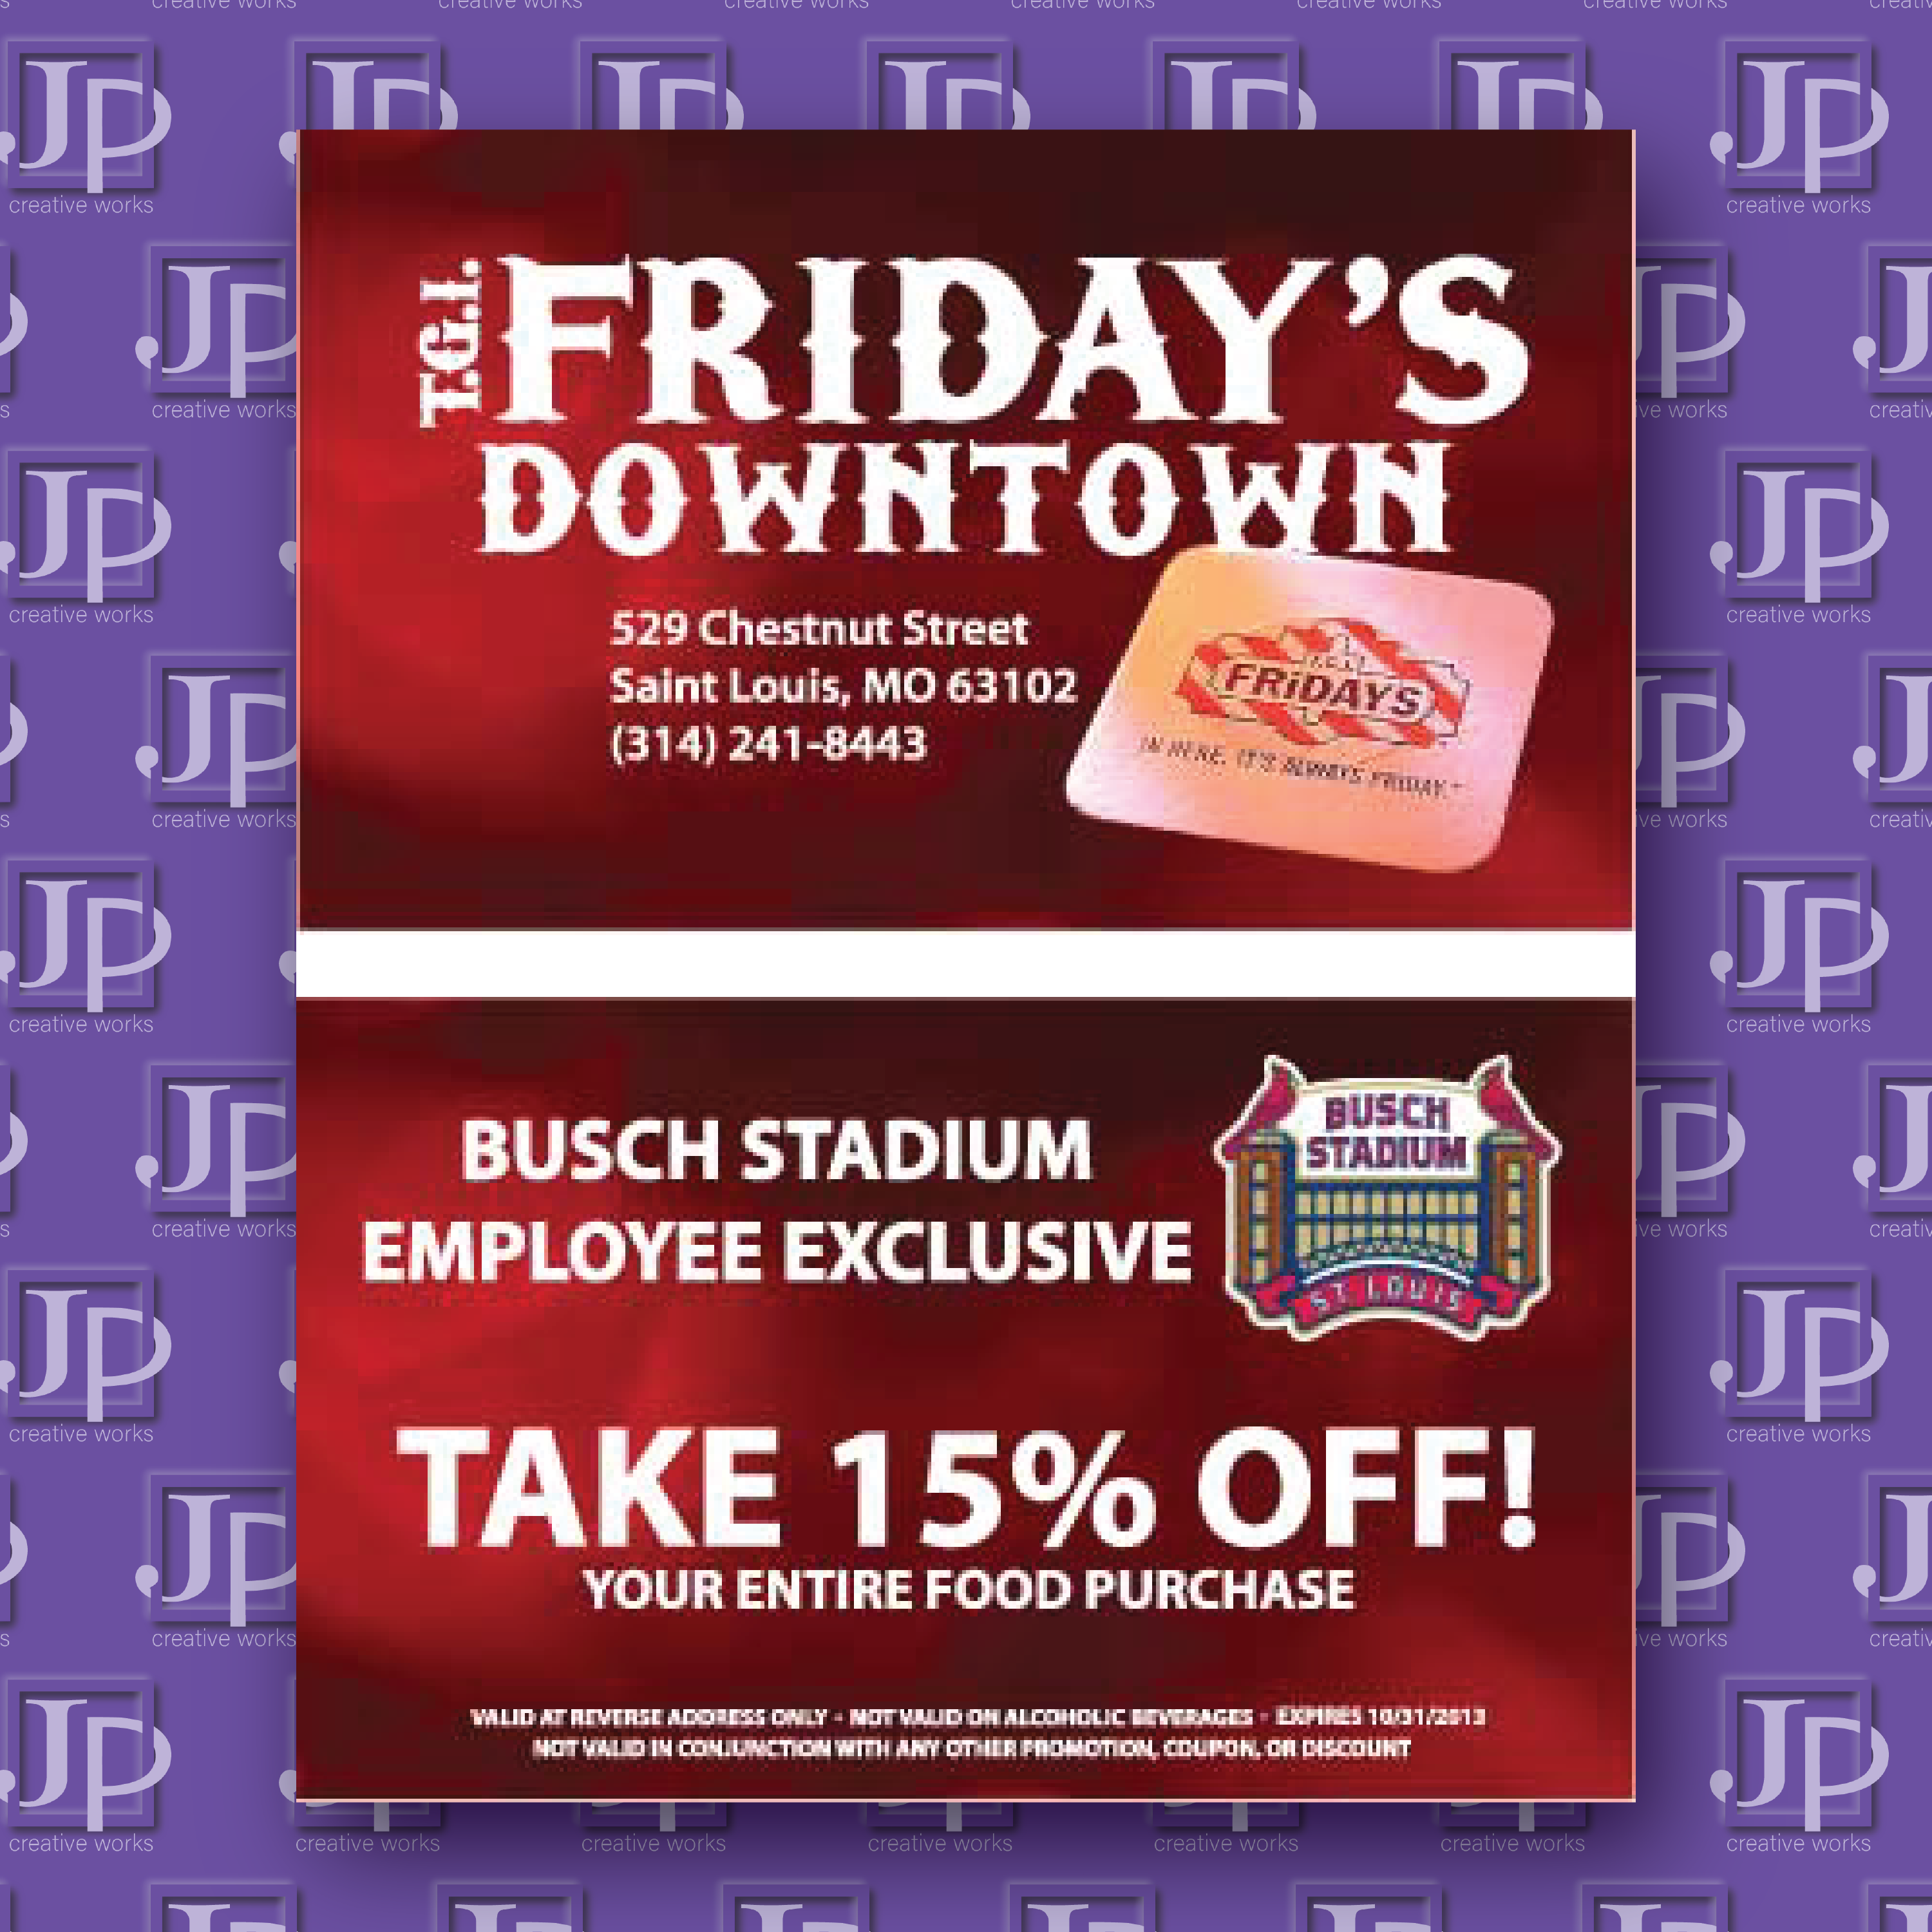 T.G.I. FRIDAY'S
DOWNTOWN
529 Chestnut Street
Saint Louis, MO 63102
(314) 241-8443
T.G.I.
FRiDAY'S
IN HERE, IT'S ALWAYS FRIDAY.™
BUSCH STADIUM
EMPLOYEE EXCLUSIVE
BUSCH
STADIUM
ST. LOUIS
TAKE 15% OFF!
YOUR ENTIRE FOOD PURCHASE
VALID AT REVERSE ADDRESS ONLY - NOT VALID ON ALCOHOLIC BEVERAGES - EXPIRES 10/31/2013
NOT VALID IN CONJUNCTION WITH ANY OTHER PROMOTION, COUPON, OR DISCOUNT
JP
creative works